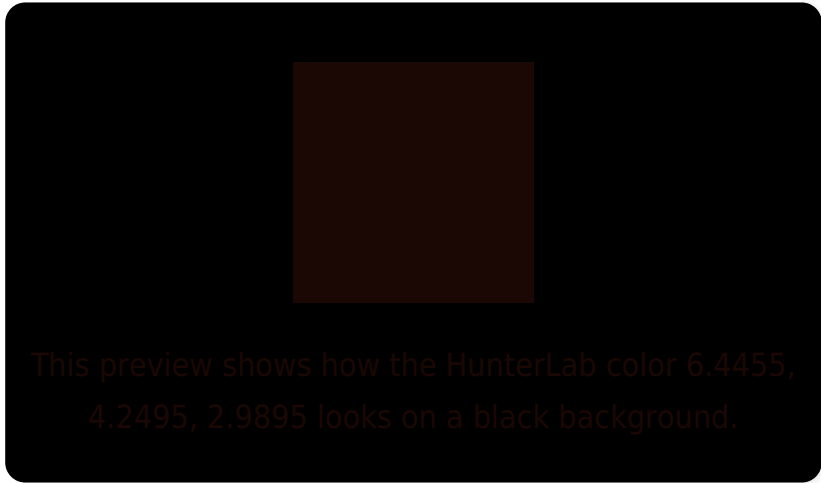 This preview shows how the HunterLab color 6.4455,
4.2495, 2.9895 looks on a black background.